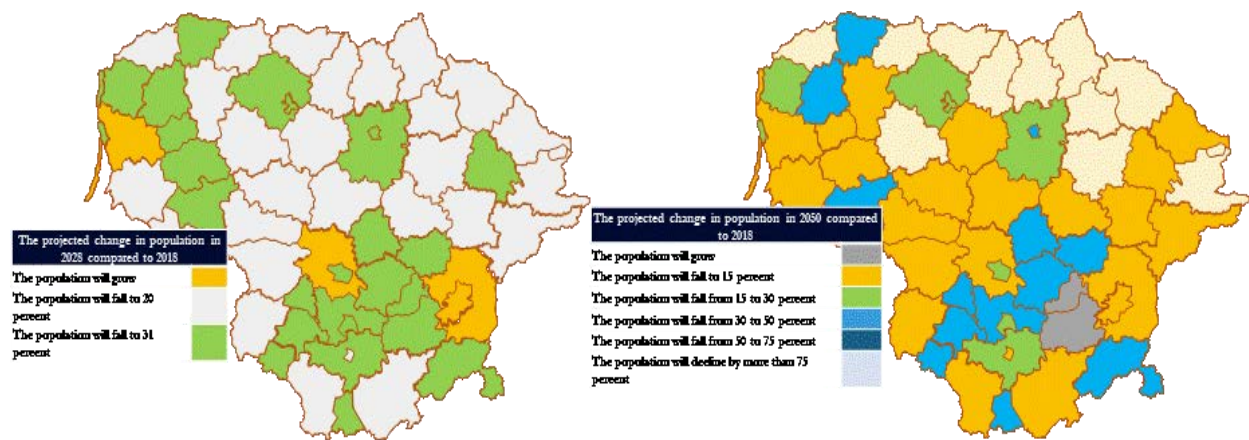 The projected change in population in
2028 compared to 2018
The population will grow
The population will fall to 20
percent
The population will fall to 31
percent
The projected change in population in 2050 compared
to 2018
The population will grow
The population will fall to 15 percent
The population will fall from 15 to 30 percent
The population will fall from 30 to 50 percent
The population will fall from 50 to 75 percent
The population will decline by more than 75
percent